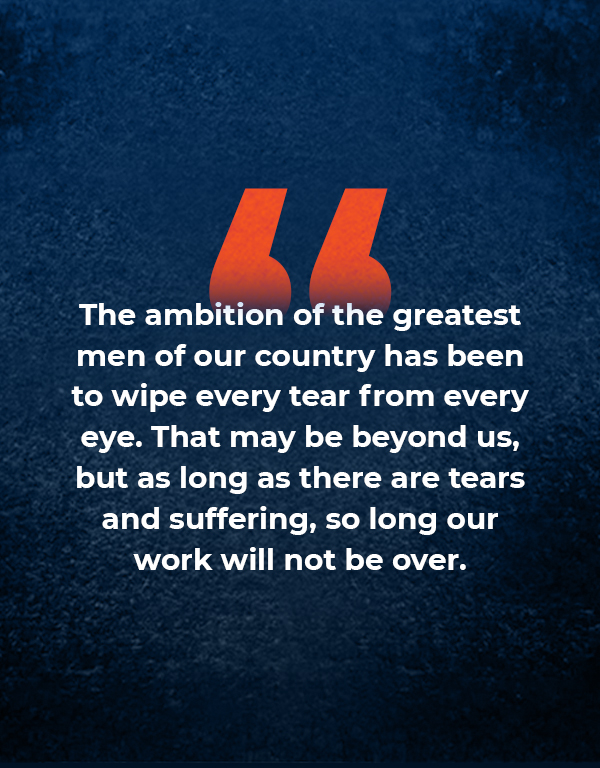 The ambition of the greatest
men of our country has been
to wipe every tear from every
eye. That may be beyond us,
but as long as there are tears
and suffering, so long our
work will not be over.